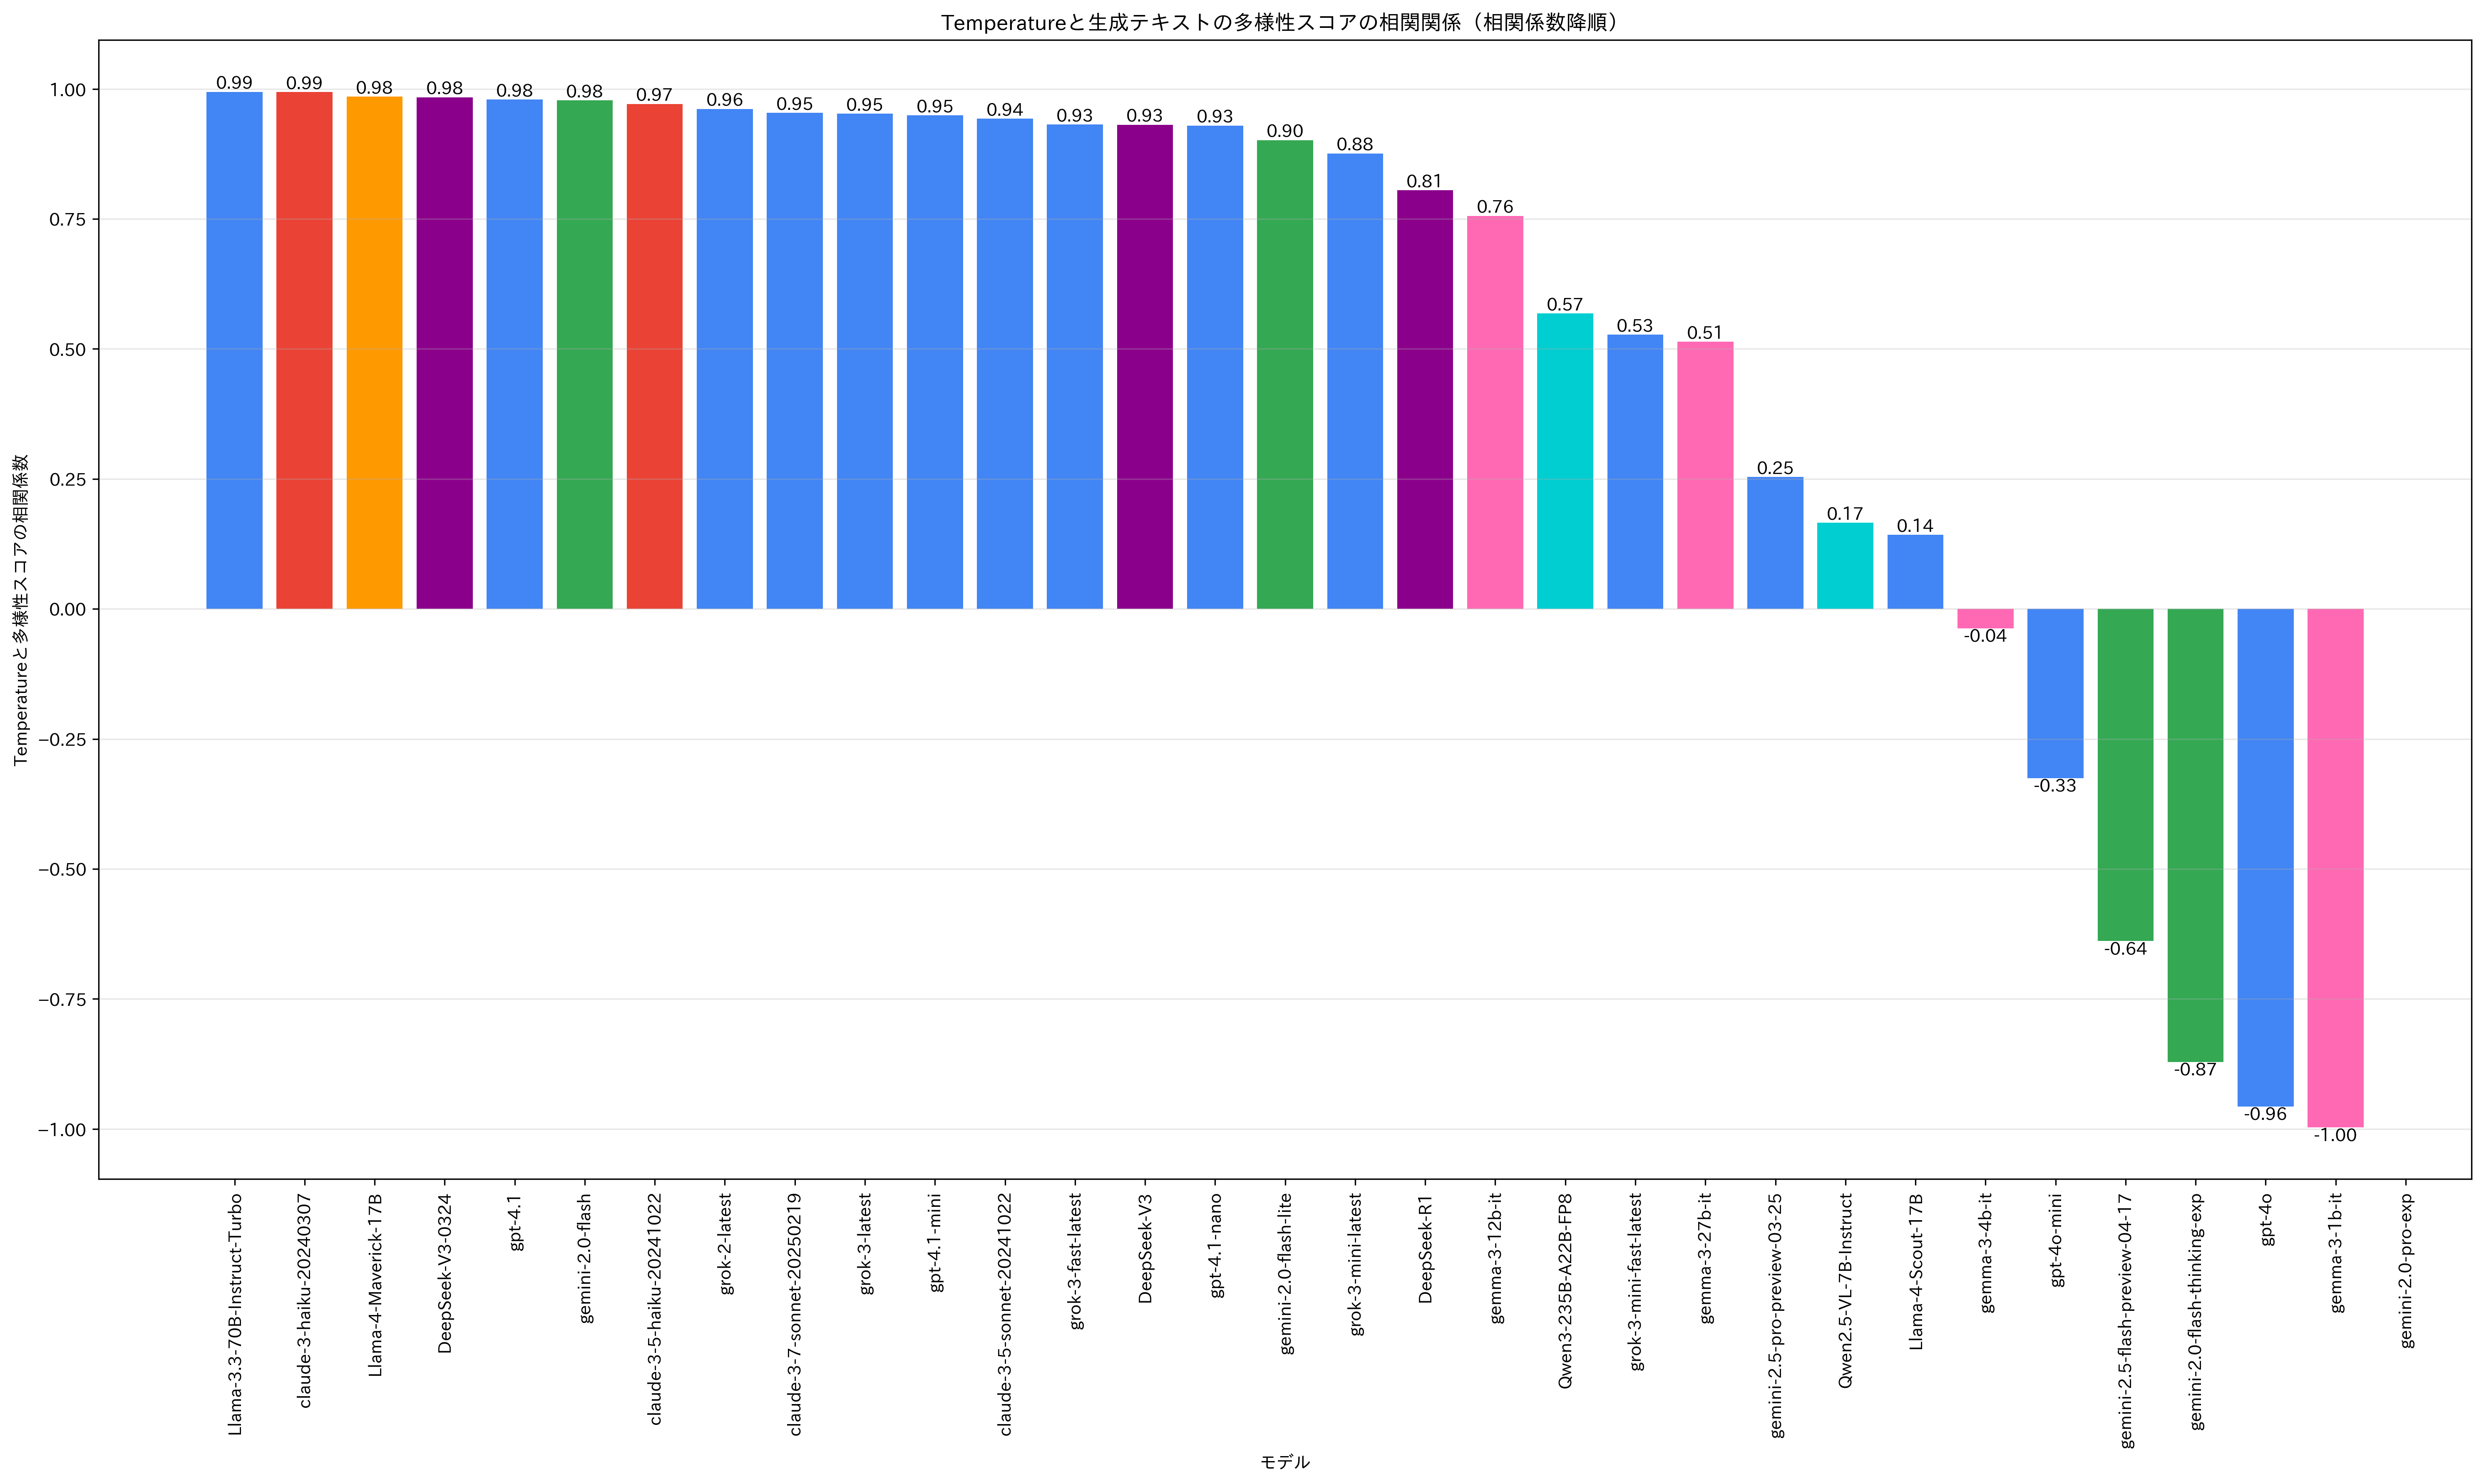 Temperatureと生成テキストの多様性スコアの相関関係（相関係数降順）
Temperatureと多様性スコアの相関係数
1.00
0.75
0.50
0.25
0.00
−0.25
−0.50
−0.75
−1.00
0.99
0.99
0.98
0.98
0.98
0.98
0.97
0.96
0.95
0.95
0.95
0.94
0.93
0.93
0.93
0.90
0.88
0.81
0.76
0.57
0.53
0.51
0.25
0.17
0.14
-0.04
-0.33
-0.64
-0.87
-0.96
-1.00
Llama-3.3-70B-Instruct-Turbo
claude-3-haiku-20240307
Llama-4-Maverick-17B
DeepSeek-V3-0324
gpt-4.1
gemini-2.0-flash
claude-3-5-haiku-20241022
grok-2-latest
claude-3-7-sonnet-20250219
grok-3-latest
gpt-4.1-mini
claude-3-5-sonnet-20241022
grok-3-fast-latest
DeepSeek-V3
gpt-4.1-nano
gemini-2.0-flash-lite
grok-3-mini-latest
DeepSeek-R1
gemma-3-12b-it
Qwen3-235B-A22B-FP8
grok-3-mini-fast-latest
gemma-3-27b-it
gemini-2.5-pro-preview-03-25
Qwen2.5-VL-7B-Instruct
Llama-4-Scout-17B
gemma-3-4b-it
gpt-4o-mini
gemini-2.5-flash-preview-04-17
gemini-2.0-flash-thinking-exp
gpt-4o
gemma-3-1b-it
gemini-2.0-pro-exp
モデル